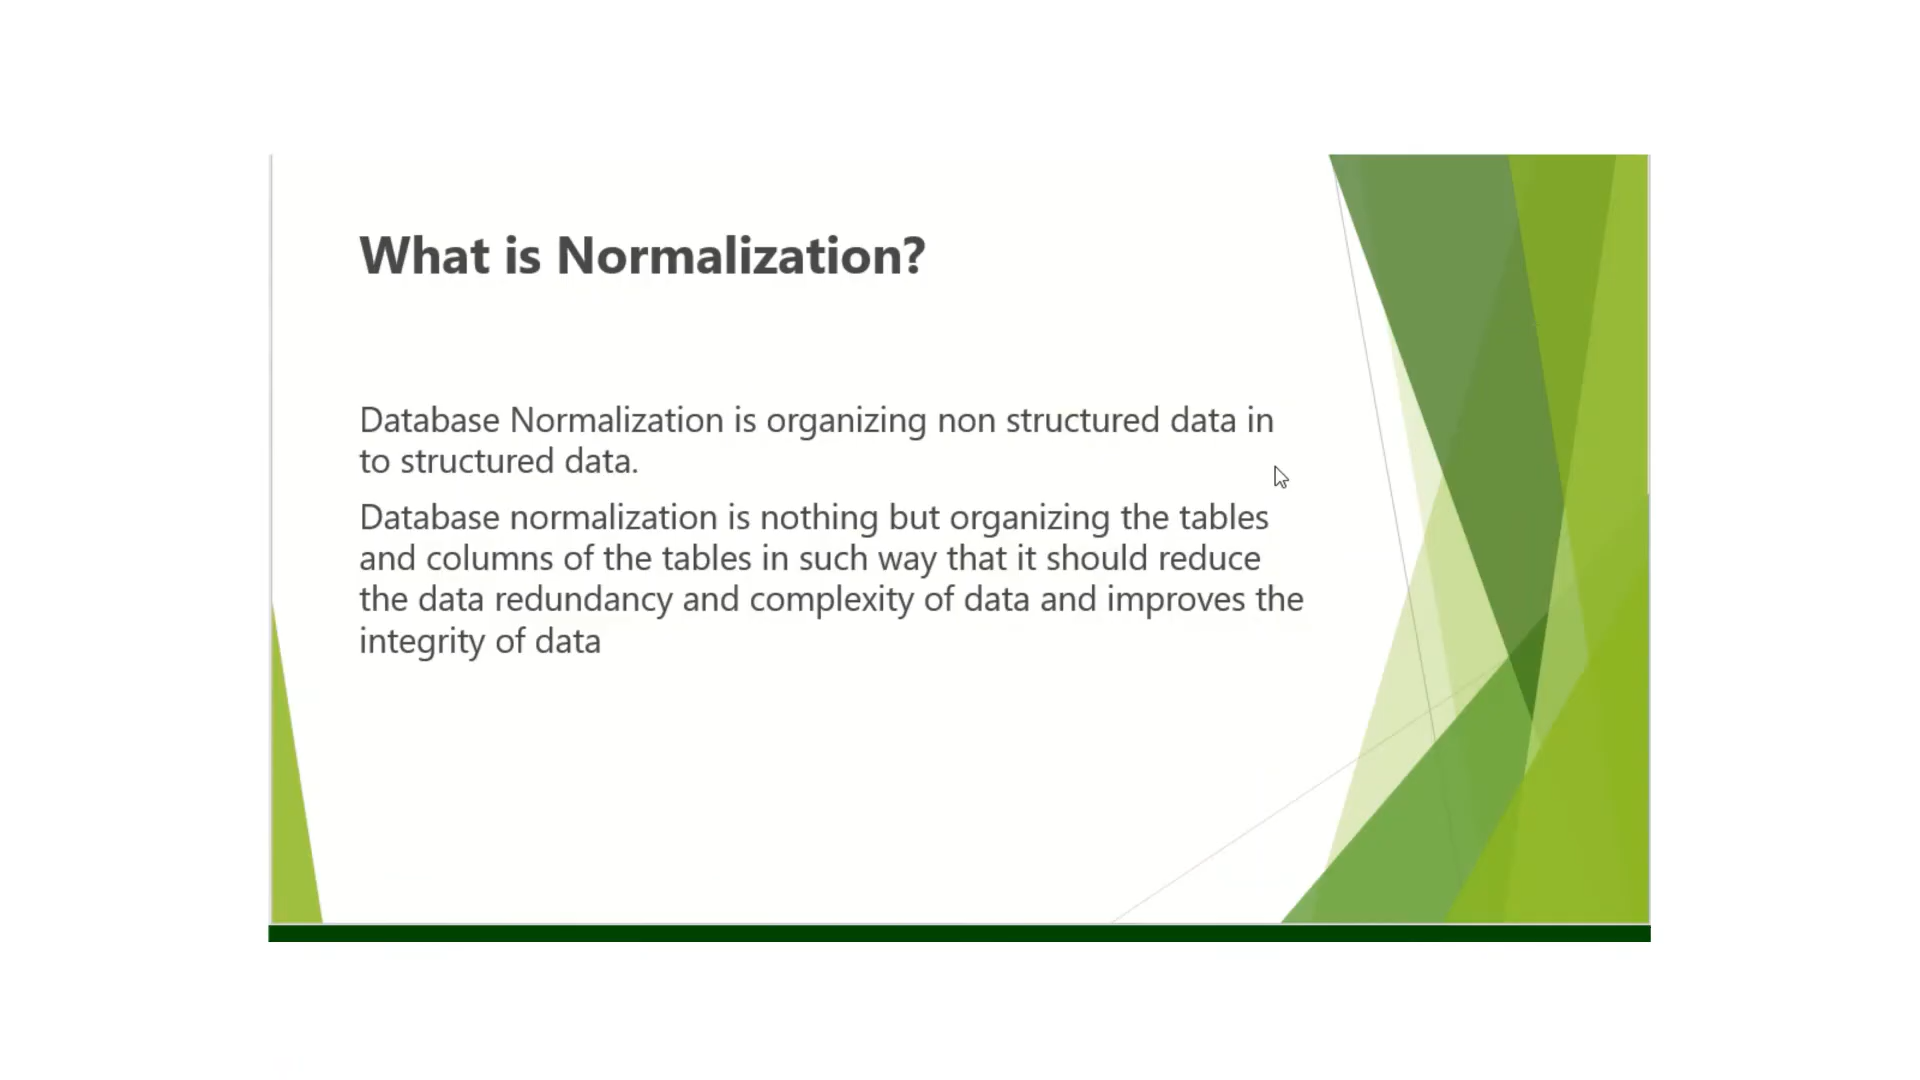 What is Normalization?
Database Normalization is organizing non structured data in
to structured data.
Database normalization is nothing but organizing the tables
and columns of the tables in such way that it should reduce
the data redundancy and complexity of data and improves the
integrity of data